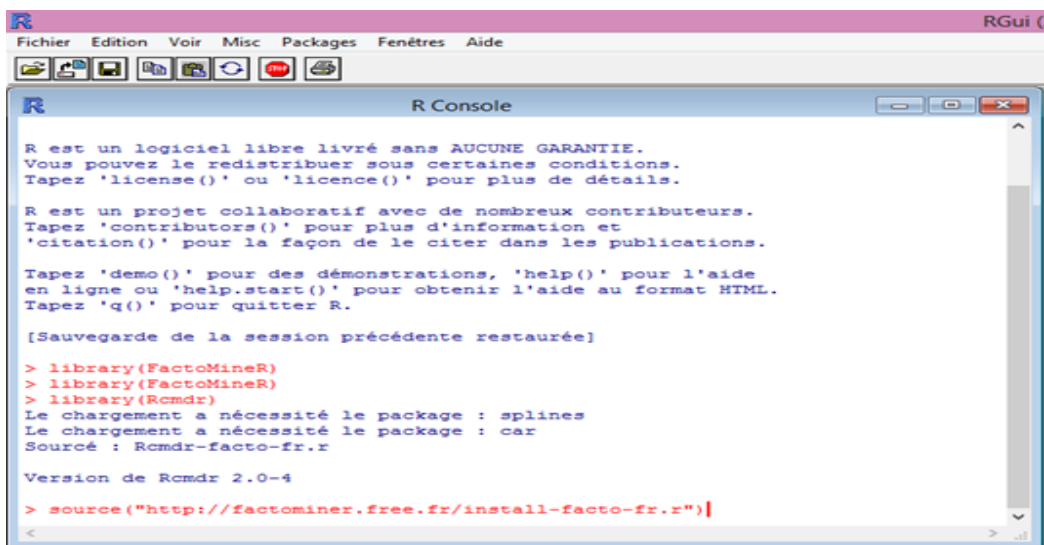 RGui (
Fichier Edition Voir Misc Packages Fenêtres Aide
STOP
R Console
R est un logiciel libre livré sans AUCUNE GARANTIE.
Vous pouvez le redistribuer sous certaines conditions.
Tapez 'license()' ou 'licence()' pour plus de détails.
R est un projet collaboratif avec de nombreux contributeurs.
Tapez 'contributors()' pour plus d'information et
'citation()' pour la façon de le citer dans les publications.
Tapez 'demo()' pour des démonstrations, 'help()' pour l'aide
en ligne ou 'help.start()' pour obtenir l'aide au format HTML.
Tapez 'q()' pour quitter R.
[Sauvegarde de la session précédente restaurée]
> library(FactoMineR)
> library(FactoMineR)
> library(Rcmdr)
Le chargement a nécessité le package : splines
Le chargement a nécessité le package : car
Sourcé : Rcmdr-facto-fr.r
Version de Rcmdr 2.0-4
> source("http://factominer.free.fr/install-facto-fr.r")